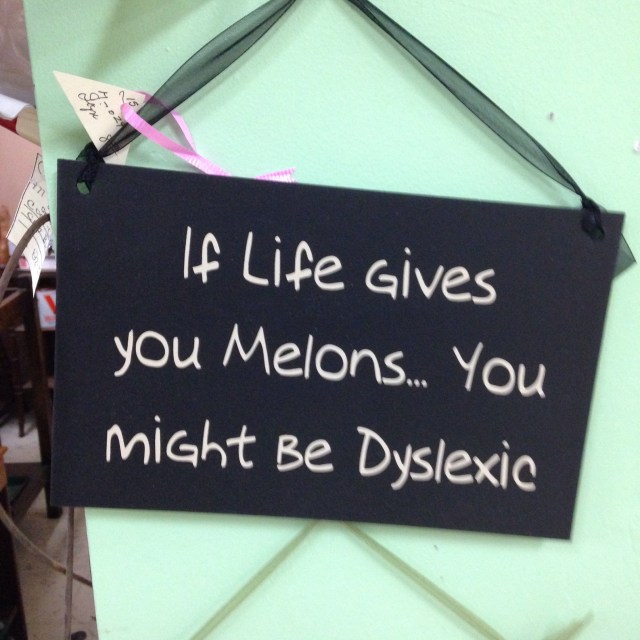 If Life Gives
you Melons... You
might Be Dyslexic